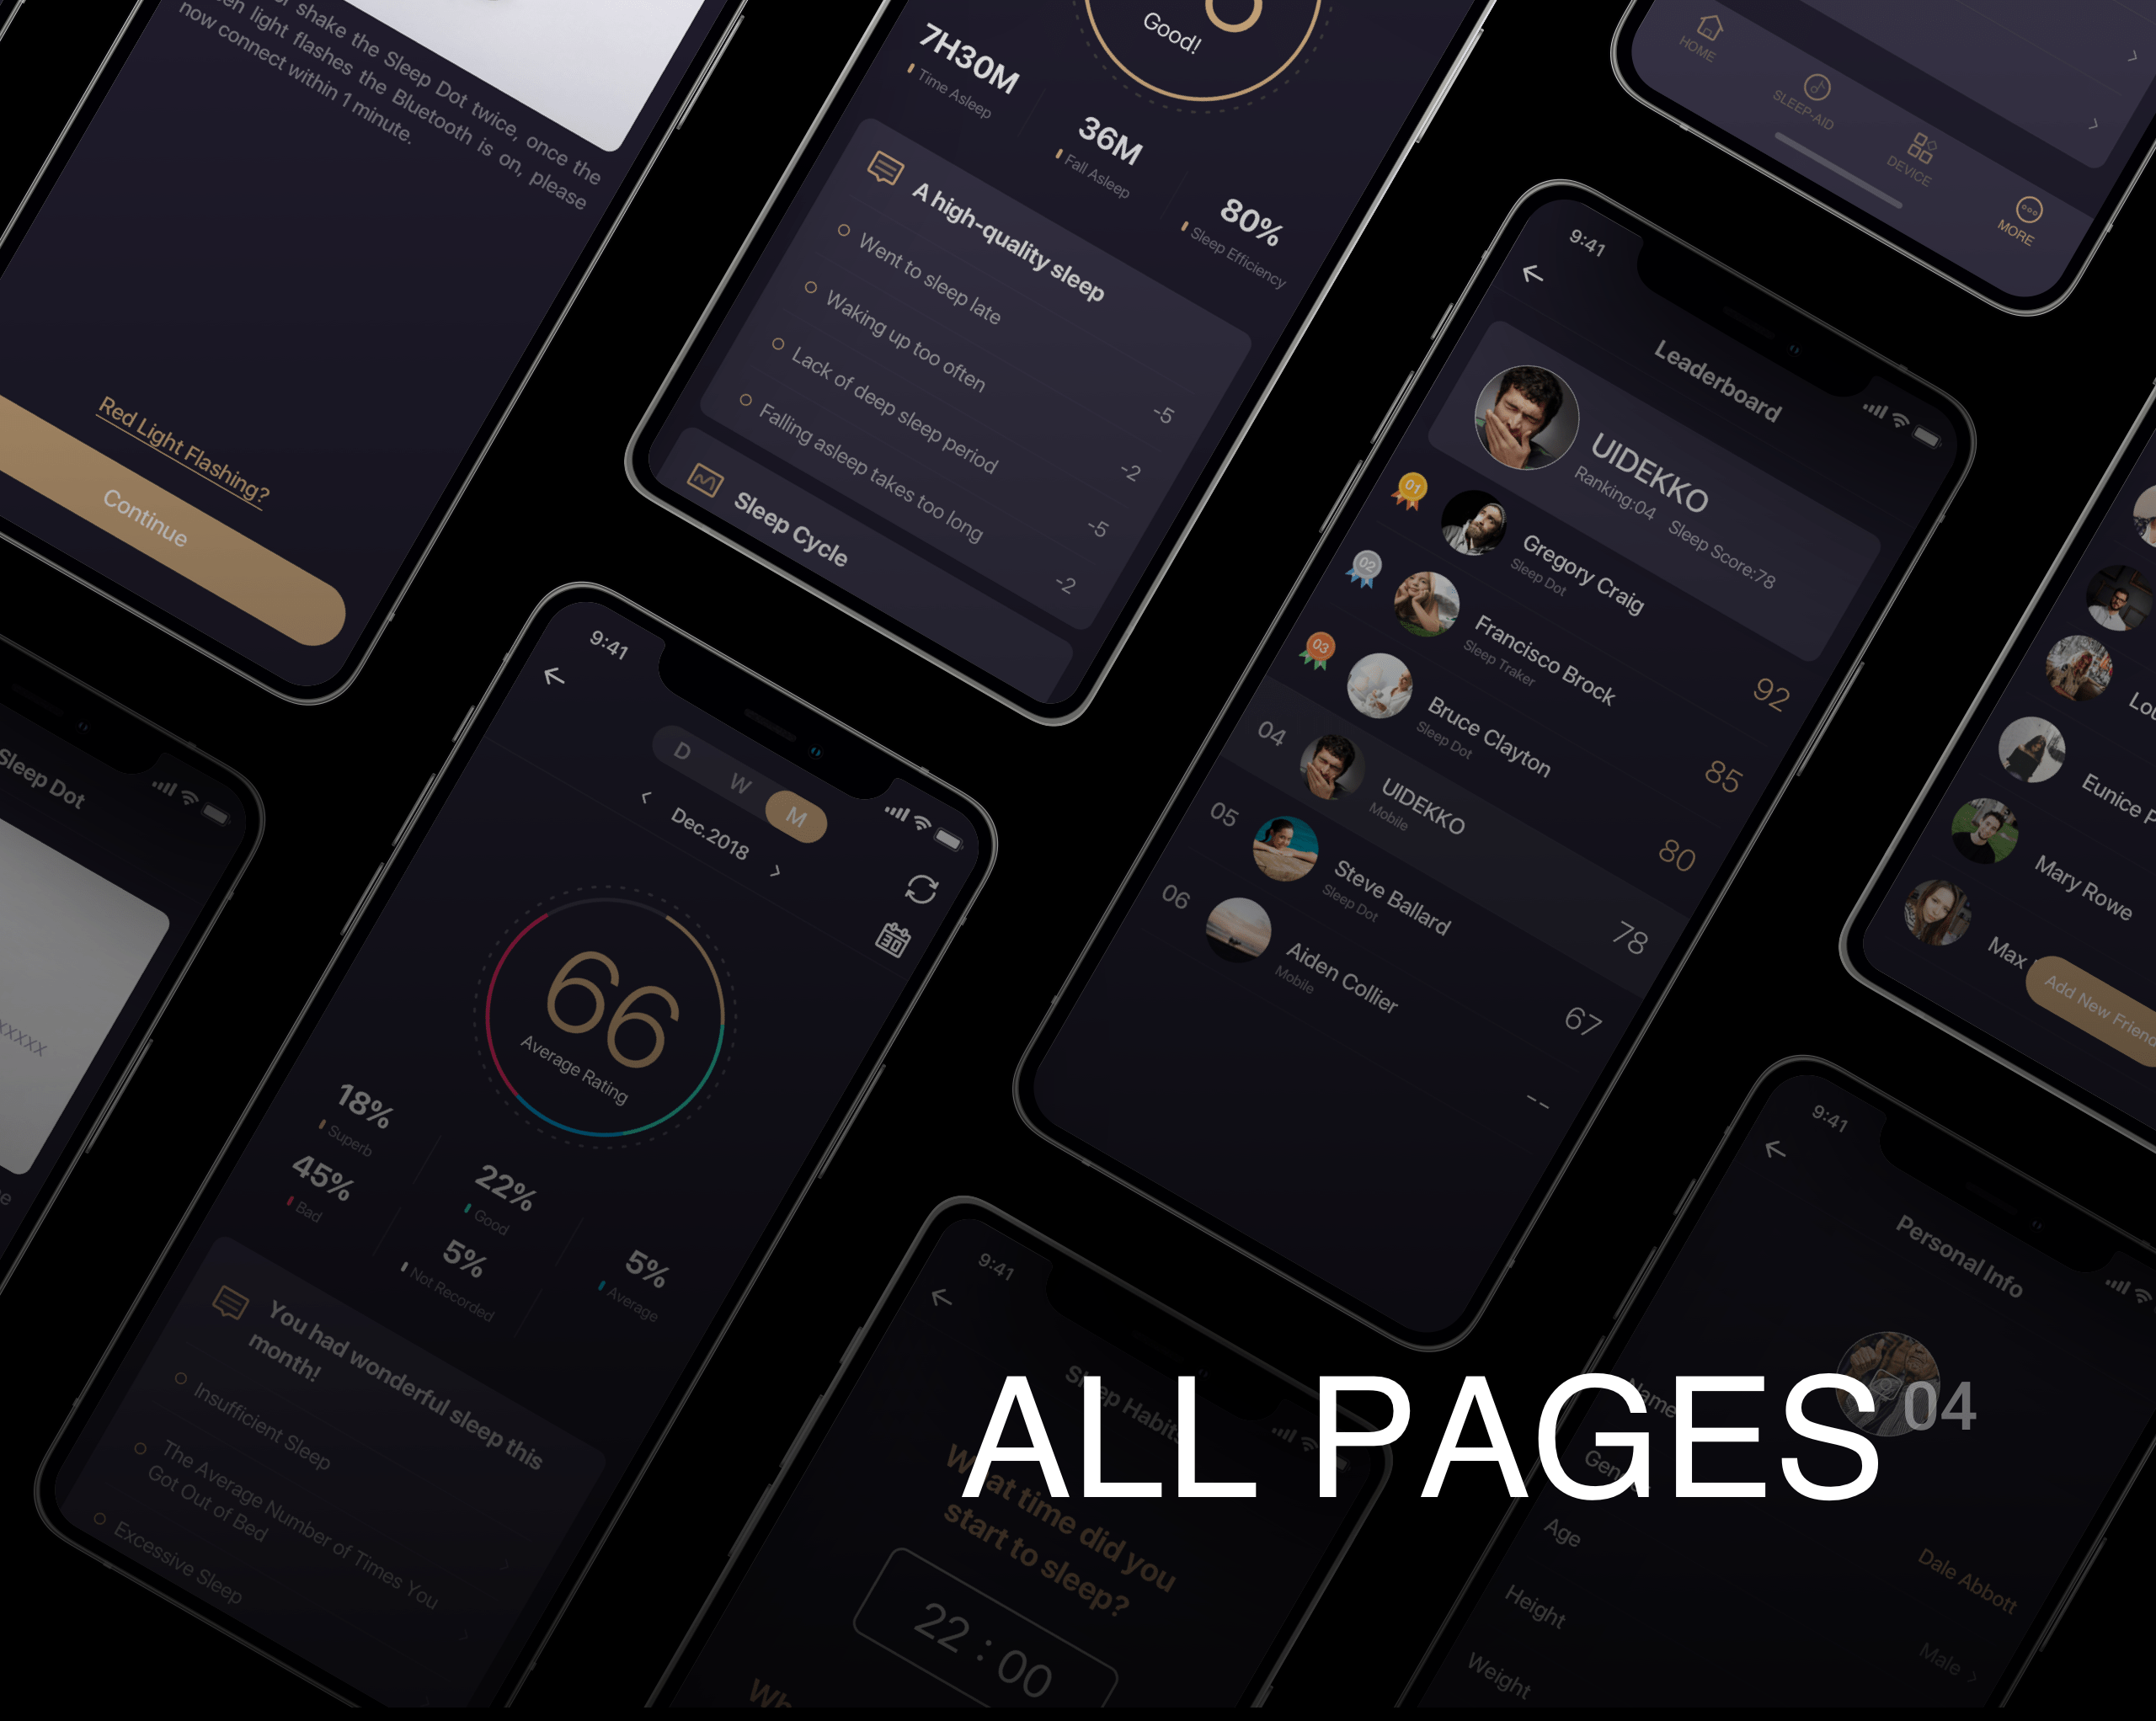 shake the Sleep Dot twice, once the
light flashes the Bluetooth is on, please
now connect within 1 minute.
Red Light Flashing?
Continue
Good!
7H30M
Time Asleep
36M
Fall Asleep
80%
Sleep Efficiency
A high-quality sleep
Went to sleep late
-5
Waking up too often
-2
Lack of deep sleep period
-5
Falling asleep takes too long
-2
Sleep Cycle
HOME
SLEEP-AID
DEVICE
MORE
9:41
Leaderboard
UIDEKKO
Ranking:04 Sleep Score:78
01
Gregory Craig
Sleep Dot
92
02
Francisco Brock
Sleep Traker
85
03
Bruce Clayton
Sleep Dot
80
04
UIDEKKO
Mobile
78
05
Steve Ballard
Sleep Dot
67
06
Aiden Collier
Mobile
--
Eunice
Mary Rowe
Max
Add New Friend
Sleep Dot
xxxxx
9:41
D
W
M
Dec.2018
30
66
Average Rating
18%
Superb
22%
Good
5%
Average
45%
Bad
5%
Not Recorded
You had wonderful sleep this
month!
Insufficient Sleep
The Average Number of Times You
Got Out of Bed
Excessive Sleep
9:41
Sleep Habits
What time did you
start to sleep?
22 : 00
9:41
Personal Info
Name
Dale Abbott
Male
Age
Height
Weight
ALL PAGES 04